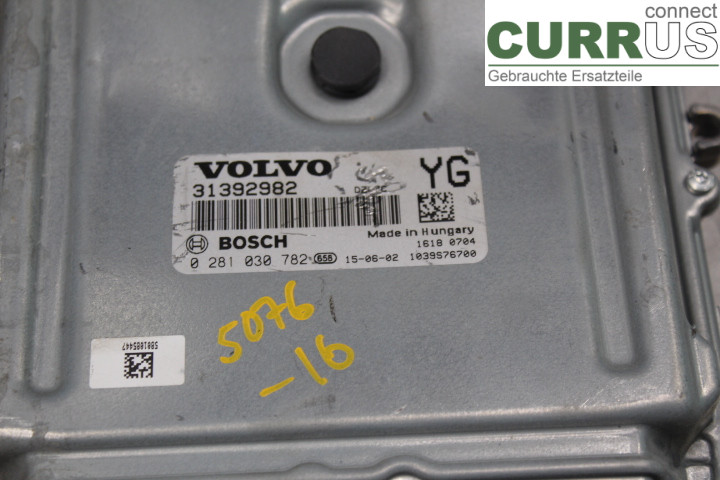 connect
CURRUS
Gebrauchte Ersatzteile
VOLVO
YG
31392982
Made in Hungary
BOSCH
1618 0704
0 281 030 782 658 15-06-02 1039S76700
5076
-16